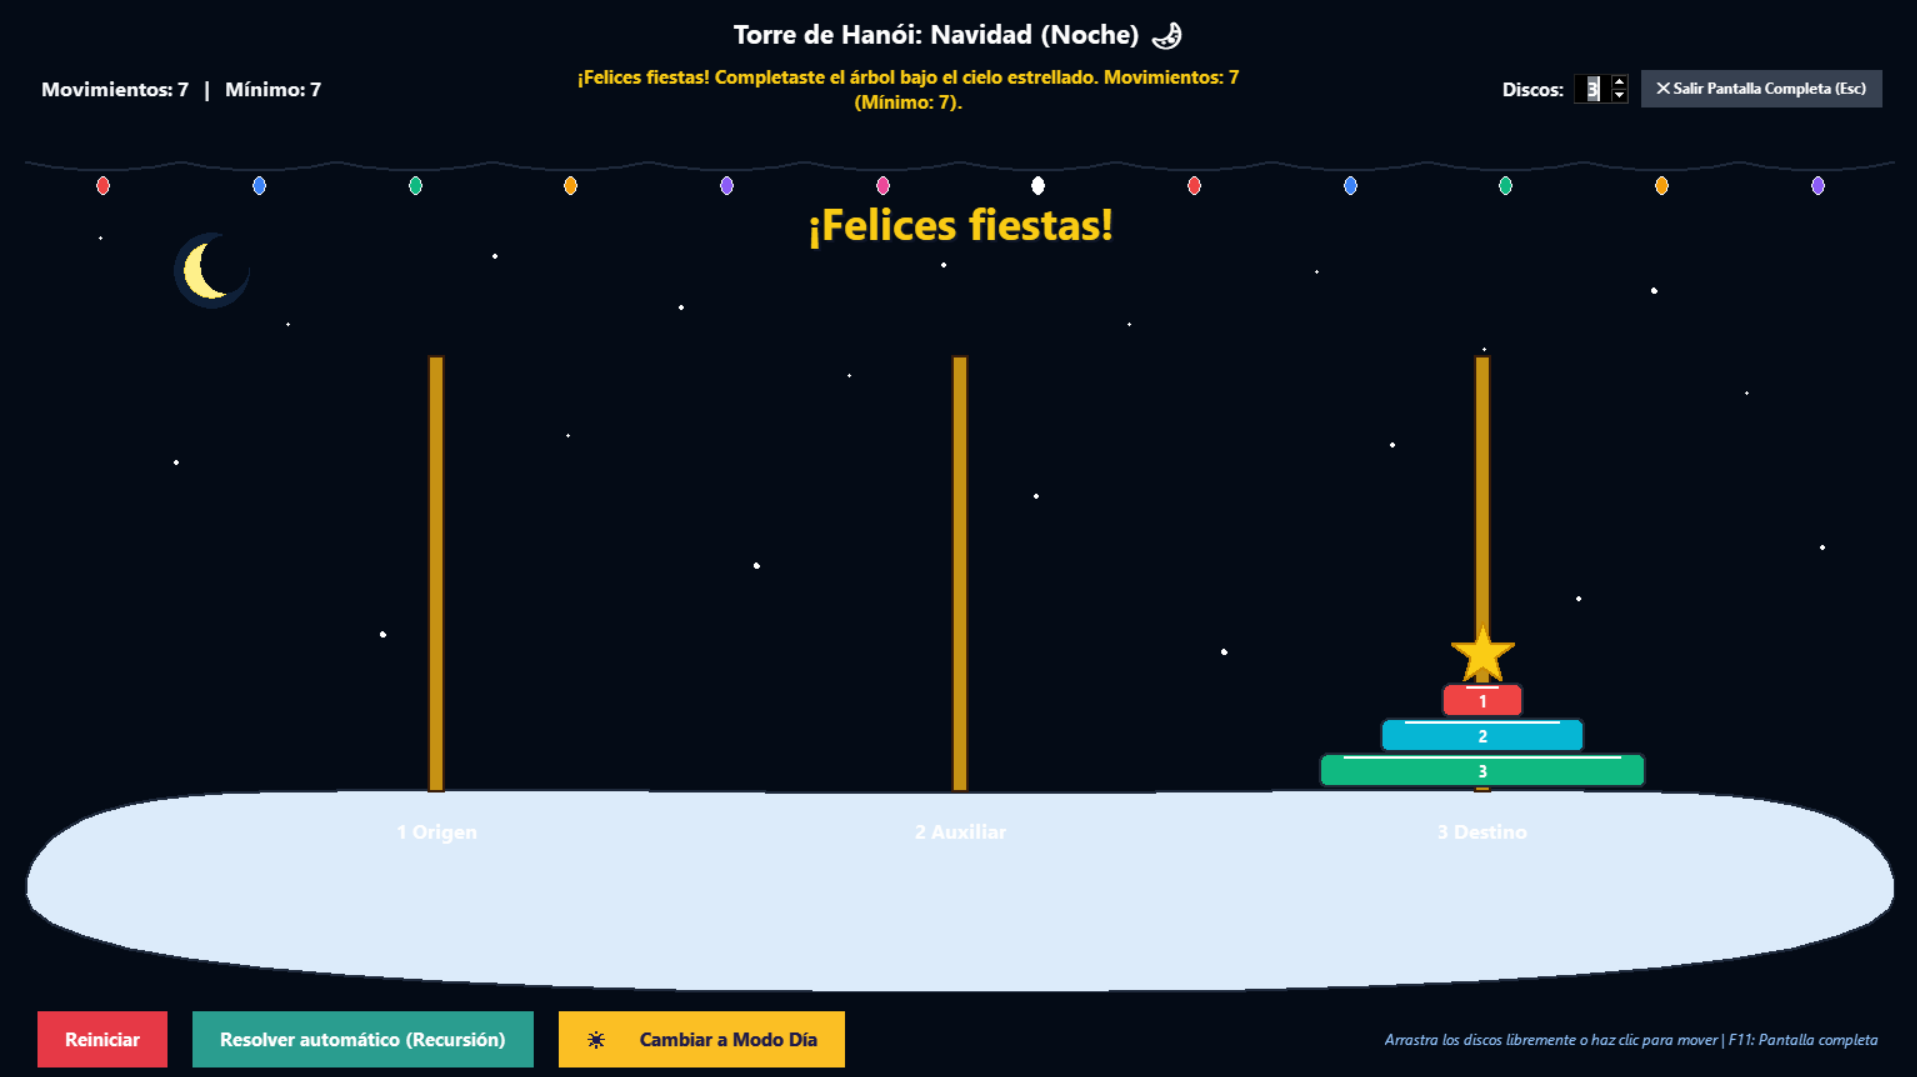 Torre de Hanói: Navidad (Noche) 🌙
Movimientos: 7 | Mínimo: 7
¡Felices fiestas! Completaste el árbol bajo el cielo estrellado. Movimientos: 7
(Mínimo: 7).
Discos: 3
✕ Salir Pantalla Completa (Esc)
¡Felices fiestas!
1
2
3
1 Origen
2 Auxiliar
3 Destino
Reiniciar
Resolver automático (Recursión)
☀ Cambiar a Modo Día
Arrastra los discos libremente o haz clic para mover | F11: Pantalla completa